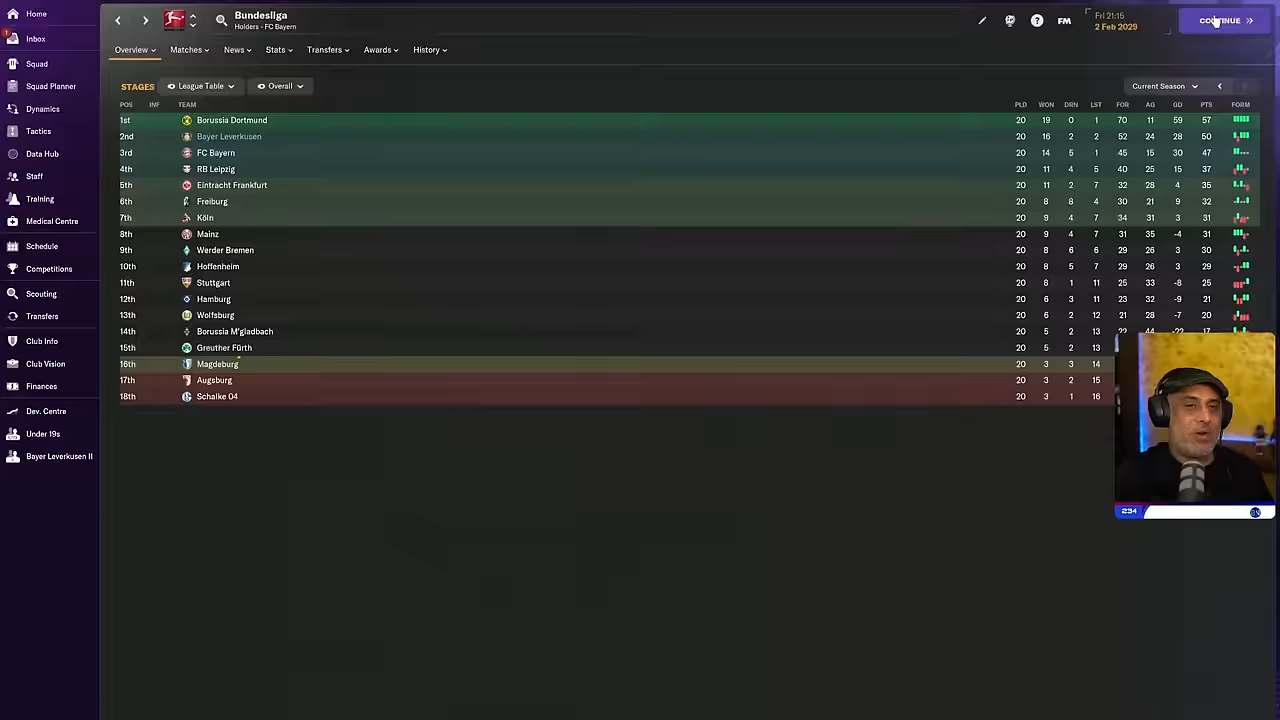 Home
Bundesliga
Holders - FC Bayern
FM
Fri 21:15
2 Feb 2029
CONTINUE
1
Inbox
Overview Matches News Stats Transfers Awards History
Squad
Squad Planner
STAGES League Table Overall Current Season
POS INF TEAM PLD WON DRN LST FOR AG GD PTS FORM
Dynamics
1st Borussia Dortmund 20 19 0 1 70 11 59 57
Tactics
2nd Bayer Leverkusen 20 16 2 2 52 24 28 50
Data Hub
3rd FC Bayern 20 14 5 1 45 15 30 47
Staff
4th RB Leipzig 20 11 4 5 40 25 15 37
5th Eintracht Frankfurt 20 11 2 7 32 28 4 35
Training
6th Freiburg 20 8 8 4 30 21 9 32
Medical Centre
7th Köln 20 9 4 7 34 31 3 31
8th Mainz 20 9 4 7 31 35 -4 31
Schedule
9th Werder Bremen 20 8 6 6 29 26 3 30
Competitions
10th Hoffenheim 20 8 5 7 29 26 3 29
11th Stuttgart 20 8 1 11 25 33 -8 25
Scouting
12th Hamburg 20 6 3 11 23 32 -9 21
Transfers
13th Wolfsburg 20 6 2 12 21 28 -7 20
14th Borussia M'gladbach 20 5 2 13
Club Info
15th Greuther Fürth 20 5 2 13
Club Vision
16th Magdeburg 20 3 3 14
Finances
17th Augsburg 20 3 2 15
18th Schalke 04 20 3 1 16
Dev. Centre
Under 19s
Bayer Leverkusen II
234